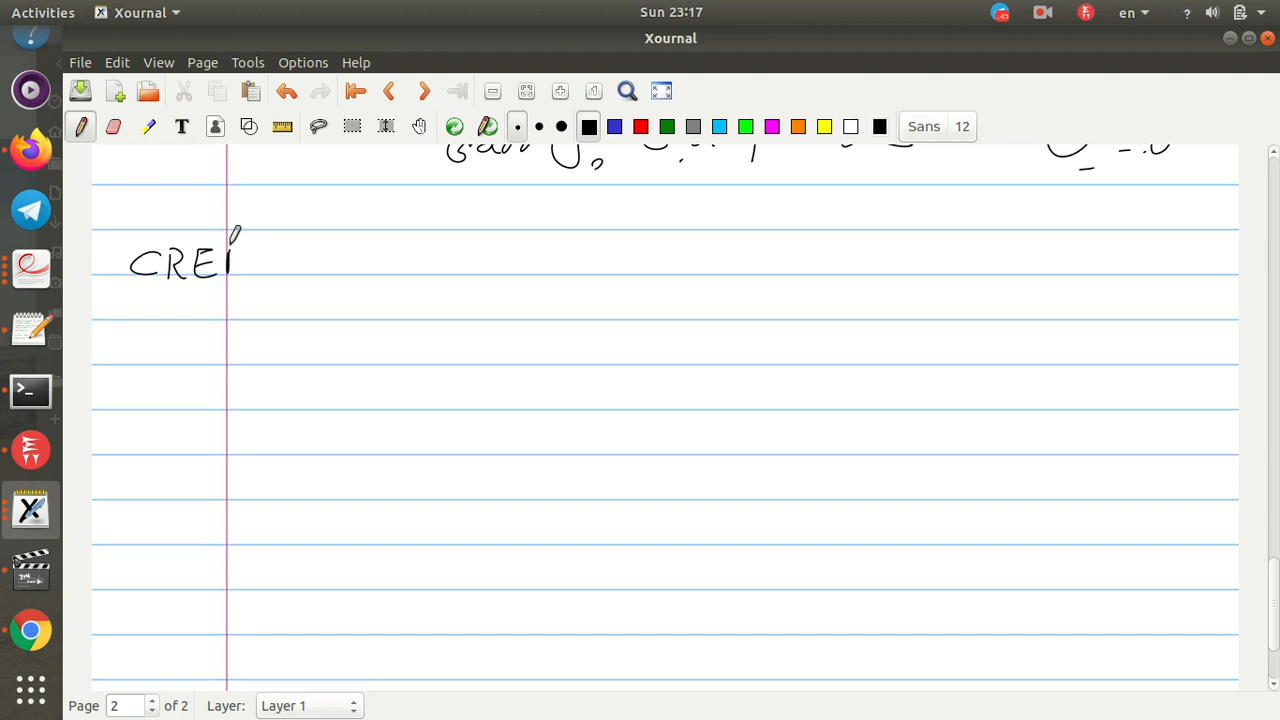 Activities Xournal Sun 23:17 en ?
Xournal
File Edit View Page Tools Options Help
T Sans 12
CREI
Page 2 of 2 Layer: Layer 1